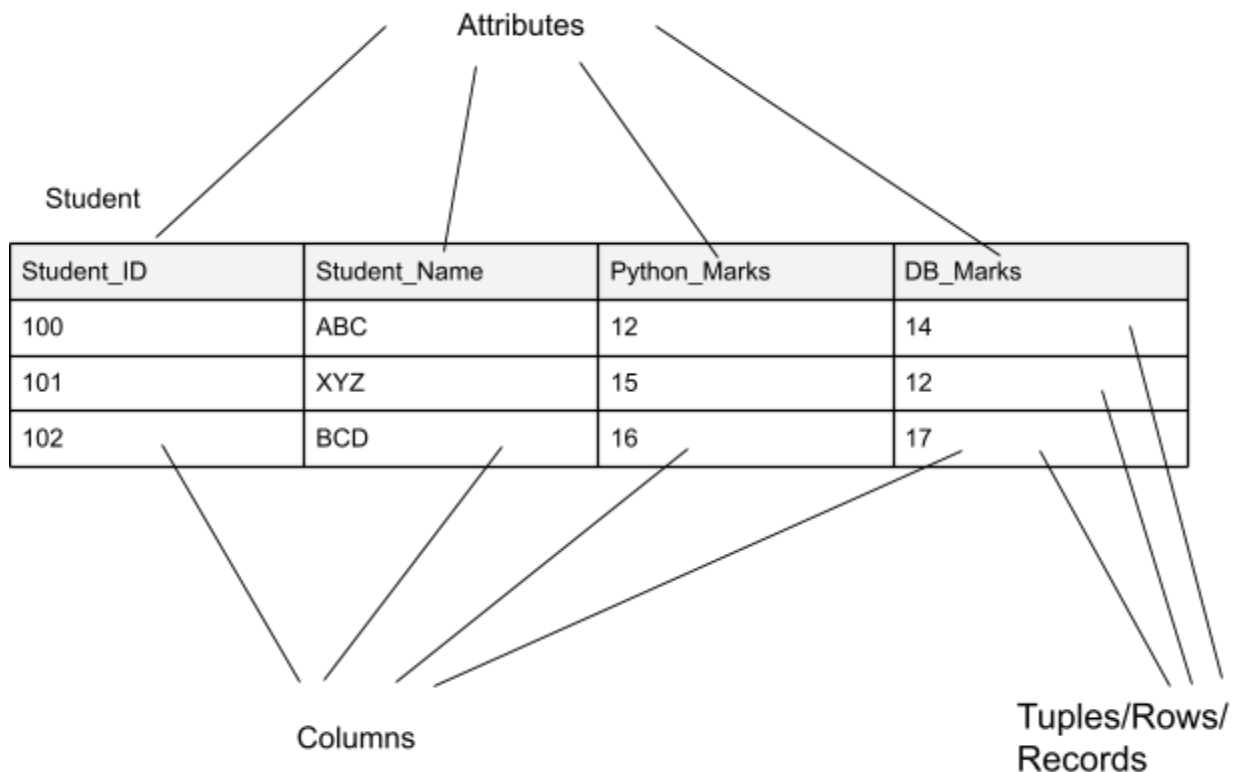 Attributes
Student
Student_ID Student_Name Python_Marks DB_Marks
100 ABC 12 14
101 XYZ 15 12
102 BCD 16 17
Columns
Tuples/Rows/
Records